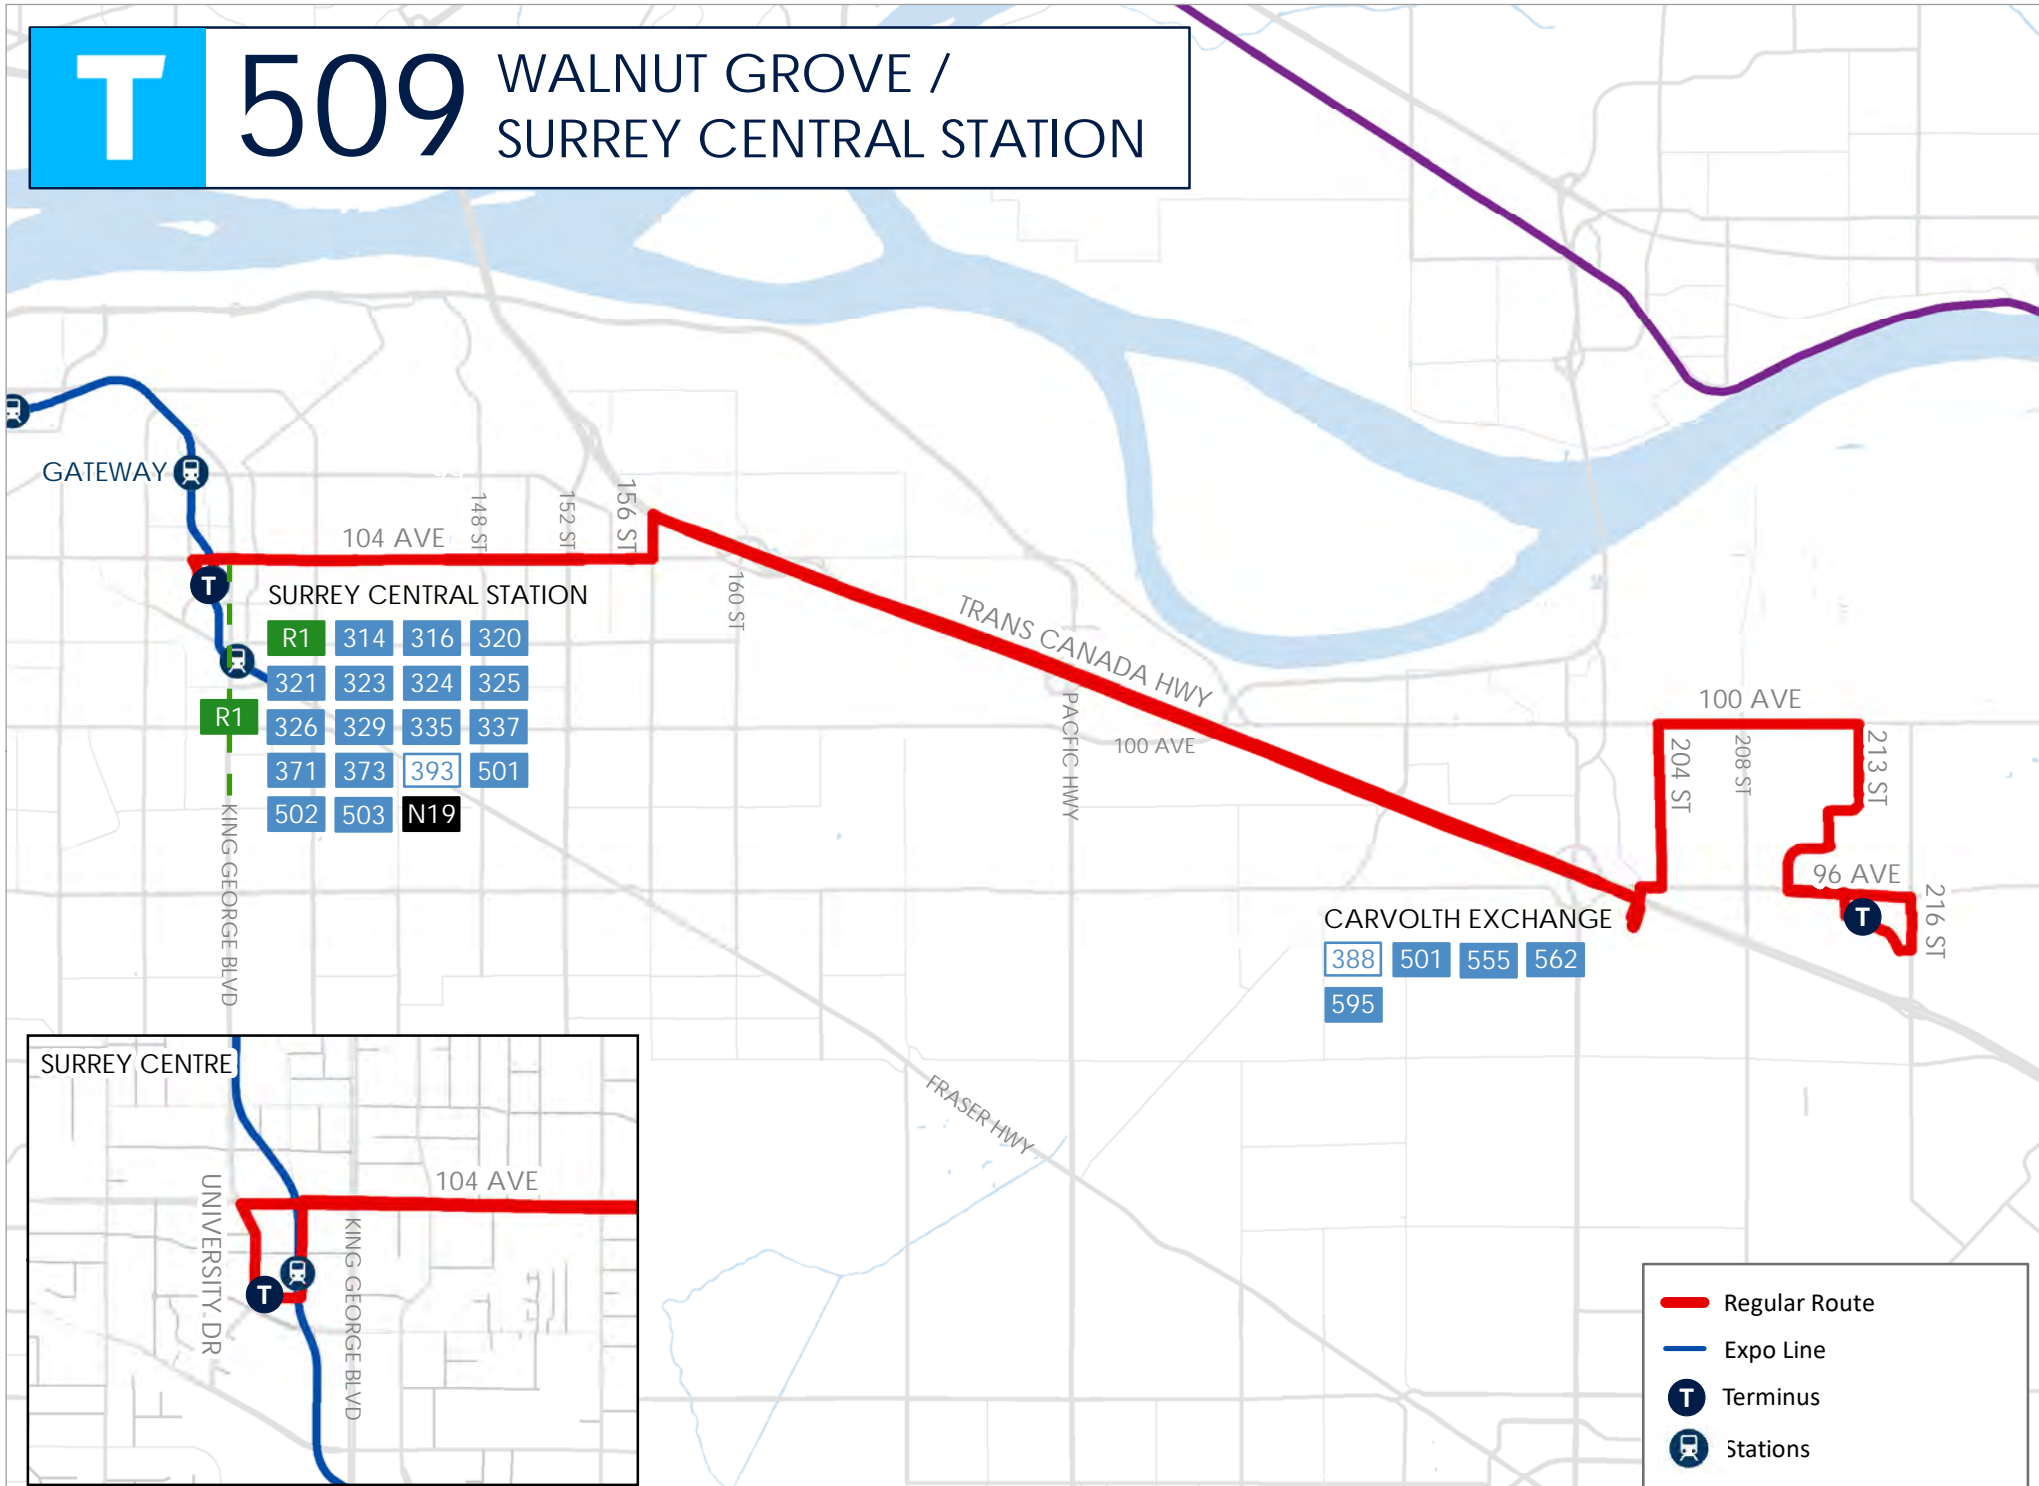 T
509
WALNUT GROVE /
SURREY CENTRAL STATION
GATEWAY
104 AVE
148 ST
152 ST
156 ST
160 ST
T
SURREY CENTRAL STATION
R1 314 316 320
321 323 324 325
326 329 335 337
371 373 393 501
502 503 N19
R1
KING GEORGE BLVD
TRANS CANADA HWY
PACFIC HWY
100 AVE
100 AVE
204 ST
208 ST
213 ST
96 AVE
T
216 ST
CARVOLTH EXCHANGE
388 501 555 562
595
FRASER HWY
SURREY CENTRE
104 AVE
UNIVERSITY DR
KING GEORGE BLVD
T
Regular Route
Expo Line
T Terminus
Stations